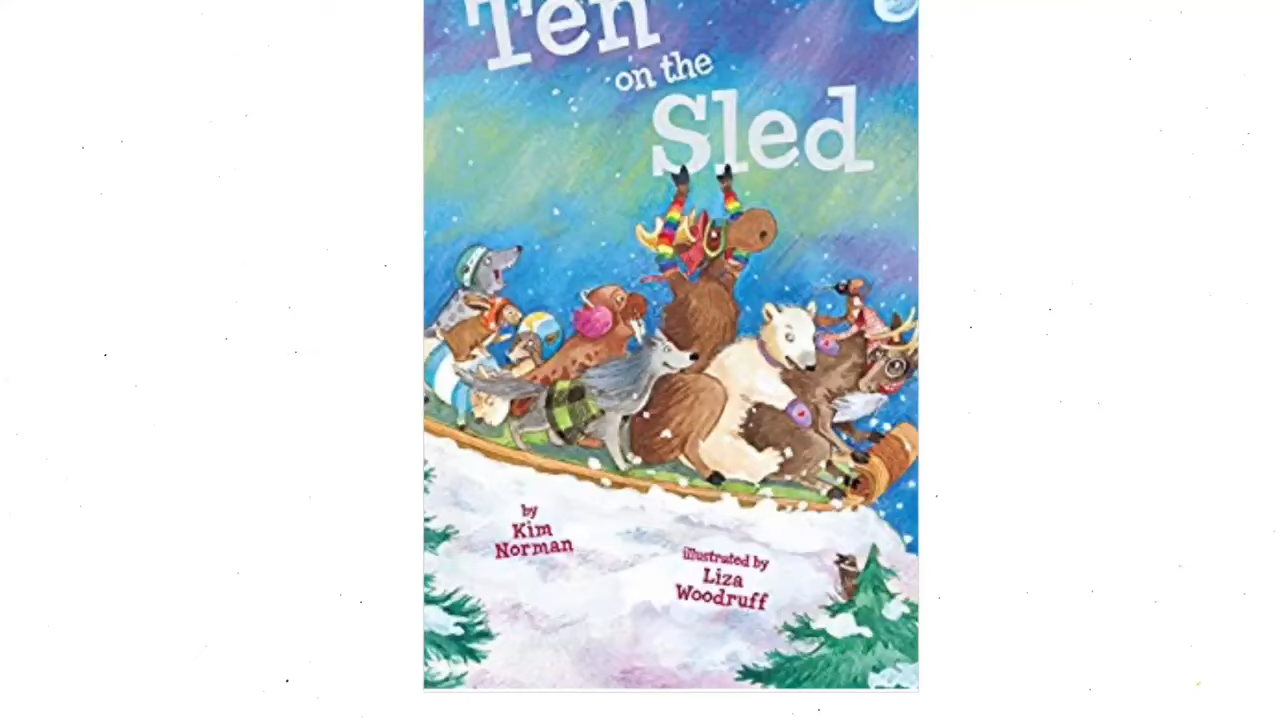 Ten
on the
Sled
by
Kim
Norman
illustrated by
Liza
Woodruff